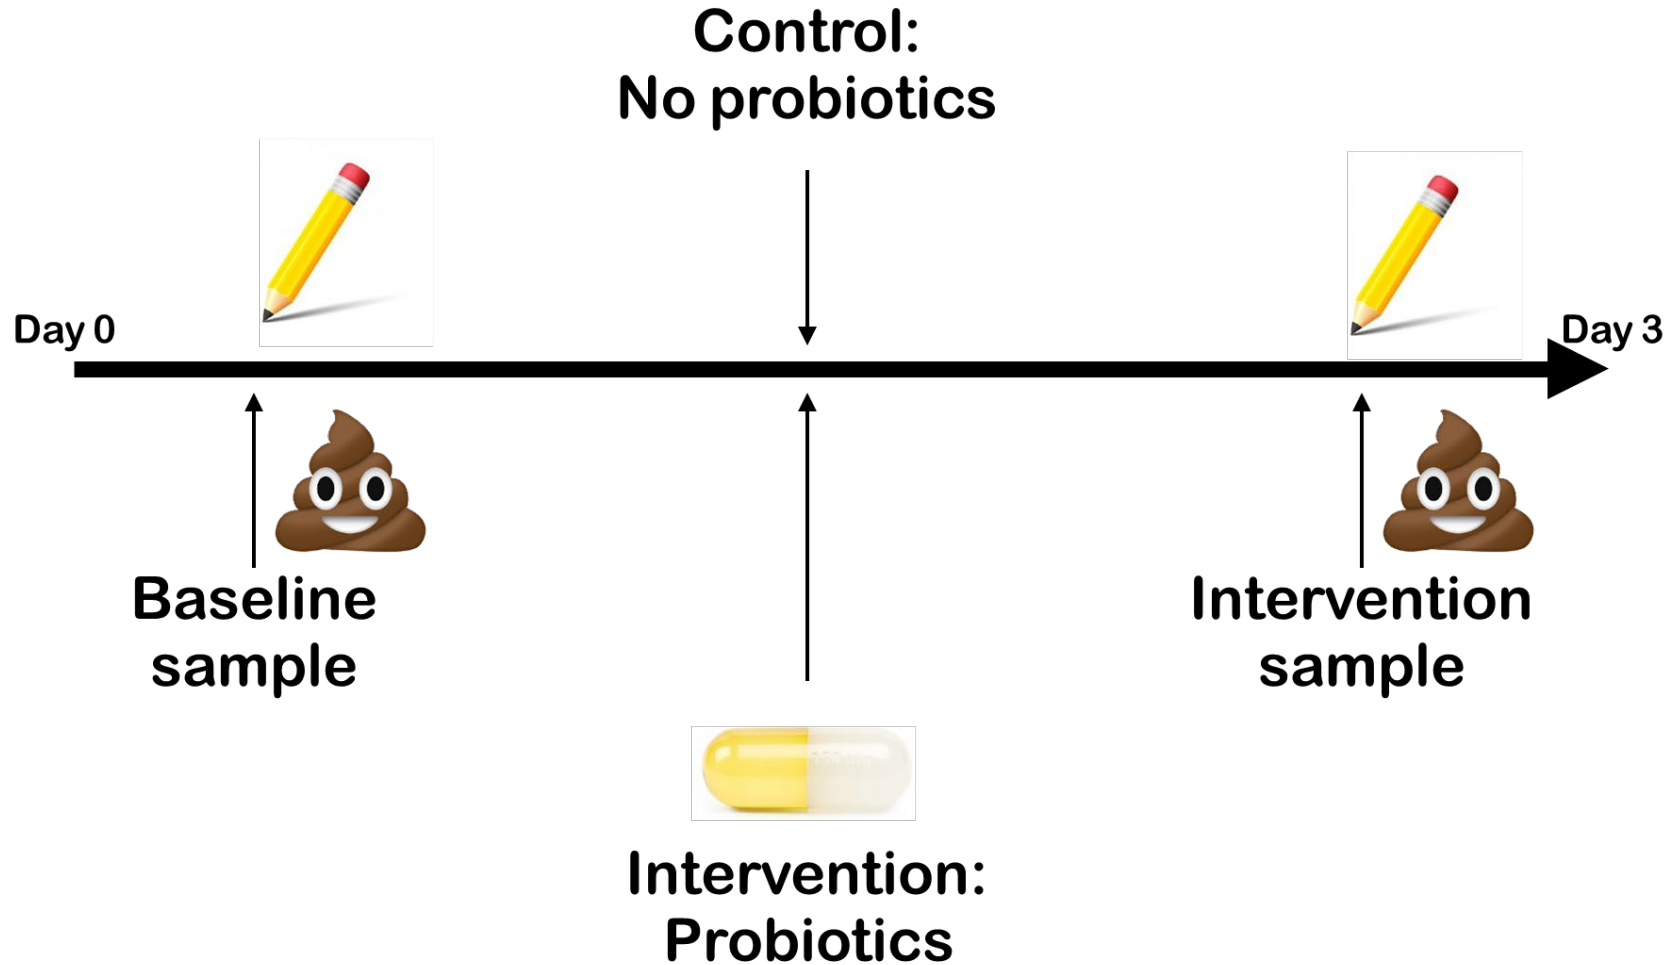 Control:
No probiotics
Day 0
Day 3
Baseline
sample
Intervention
sample
Intervention:
Probiotics